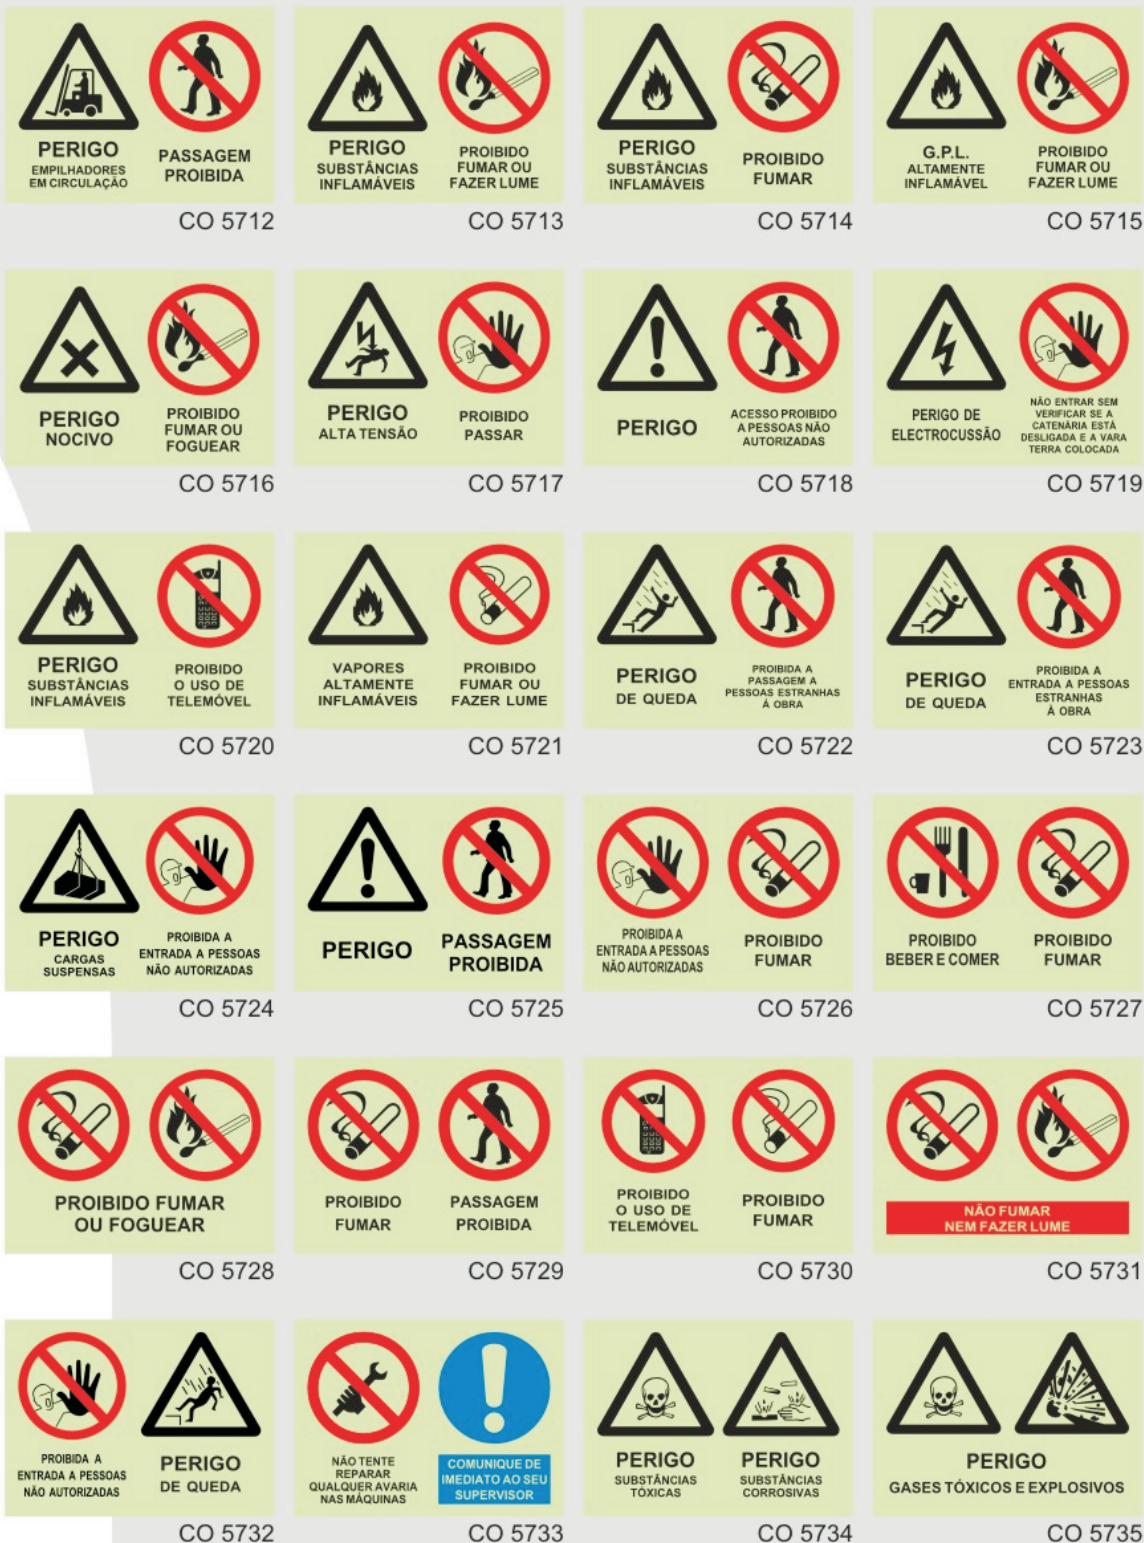 PERIGO
EMPILHADORES
EM CIRCULAÇÃO
PASSAGEM
PROIBIDA
CO 5712
PERIGO
SUBSTÂNCIAS
INFLAMÁVEIS
PROIBIDO
FUMAR OU
FAZER LUME
CO 5713
PERIGO
SUBSTÂNCIAS
INFLAMÁVEIS
PROIBIDO
FUMAR
CO 5714
G.P.L.
ALTAMENTE
INFLAMÁVEL
PROIBIDO
FUMAR OU
FAZER LUME
CO 5715
PERIGO
NOCIVO
PROIBIDO
FUMAR OU
FOGUEAR
CO 5716
PERIGO
ALTA TENSÃO
PROIBIDO
PASSAR
CO 5717
PERIGO
ACESSO PROIBIDO
A PESSOAS NÃO
AUTORIZADAS
CO 5718
PERIGO DE
ELECTROCUSSÃO
NÃO ENTRAR SEM
VERIFICAR SE A
CATENÁRIA ESTÁ
DESLIGADA E A VARA
TERRA COLOCADA
CO 5719
PERIGO
SUBSTÂNCIAS
INFLAMÁVEIS
PROIBIDO
O USO DE
TELEMÓVEL
CO 5720
VAPORES
ALTAMENTE
INFLAMÁVEIS
PROIBIDO
FUMAR OU
FAZER LUME
CO 5721
PERIGO
DE QUEDA
PROIBIDA A
PASSAGEM A
PESSOAS ESTRANHAS
À OBRA
CO 5722
PERIGO
DE QUEDA
PROIBIDA A
ENTRADA A PESSOAS
ESTRANHAS
À OBRA
CO 5723
PERIGO
CARGAS
SUSPENSAS
PROIBIDA A
ENTRADA A PESSOAS
NÃO AUTORIZADAS
CO 5724
PERIGO
PASSAGEM
PROIBIDA
CO 5725
PROIBIDA A
ENTRADA A PESSOAS
NÃO AUTORIZADAS
PROIBIDO
FUMAR
CO 5726
PROIBIDO
BEBER E COMER
PROIBIDO
FUMAR
CO 5727
PROIBIDO FUMAR
OU FOGUEAR
CO 5728
PROIBIDO
FUMAR
PASSAGEM
PROIBIDA
CO 5729
PROIBIDO
O USO DE
TELEMÓVEL
PROIBIDO
FUMAR
CO 5730
NÃO FUMAR
NEM FAZER LUME
CO 5731
PROIBIDA A
ENTRADA A PESSOAS
NÃO AUTORIZADAS
PERIGO
DE QUEDA
CO 5732
NÃO TENTE
REPARAR
QUALQUER AVARIA
NAS MÁQUINAS
COMUNIQUE DE
IMEDIATO AO SEU
SUPERVISOR
CO 5733
PERIGO
SUBSTÂNCIAS
TÓXICAS
PERIGO
SUBSTÂNCIAS
CORROSIVAS
CO 5734
PERIGO
GASES TÓXICOS E EXPLOSIVOS
CO 5735